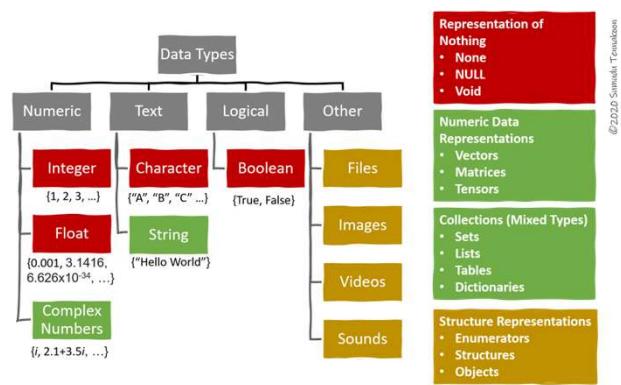 Data Types
Numeric
Text
Logical
Other
Integer
{1, 2, 3, …}
Float
{0.001, 3.1416,
6.626x10⁻³⁴, …}
Complex
Numbers
{i, 2.1+3.5i, …}
Character
{"A", "B", "C" …}
String
{"Hello World"}
Boolean
{True, False}
Files
Images
Videos
Sounds
Representation of
Nothing
• None
• NULL
• Void
Numeric Data
Representations
• Vectors
• Matrices
• Tensors
Collections (Mixed Types)
• Sets
• Lists
• Tables
• Dictionaries
Structure Representations
• Enumerators
• Structures
• Objects
©2020 Sumudu Tennakoon